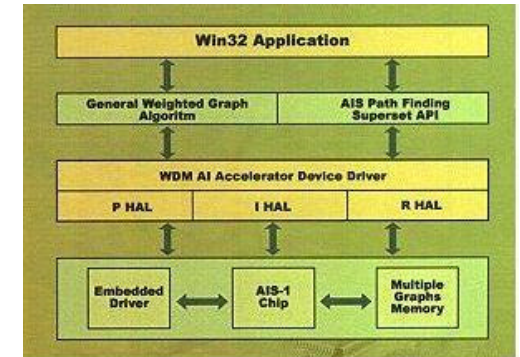 Win32 Application
General Weighted Graph
Algoritm
AIS Path Finding
Superset API
WDM AI Accelerator Device Driver
P HAL
I HAL
R HAL
Embedded
Driver
AIS-1
Chip
Multiple
Graphs
Memory